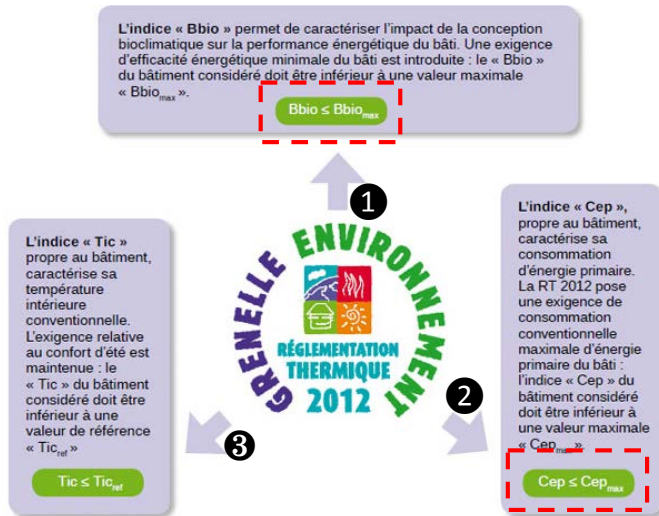 L'indice « Bbio » permet de caractériser l'impact de la conception
bioclimatique sur la performance énergétique du bâti. Une exigence
d'efficacité énergétique minimale du bâti est introduite : le « Bbio »
du bâtiment considéré doit être inférieur à une valeur maximale
« Bbiomax ».
Bbio ≤ Bbiomax
❶
L'indice « Tic »
propre au bâtiment,
caractérise sa
température
intérieure
conventionnelle.
L'exigence relative
au confort d'été est
maintenue : le
« Tic » du bâtiment
considéré doit être
inférieur à une
valeur de référence
« Ticref »
Tic ≤ Ticref
❸
GRENELLE ENVIRONNEMENT
RÉGLEMENTATION
THERMIQUE
2012
❷
L'indice « Cep »,
propre au bâtiment,
caractérise sa
consommation
d'énergie primaire.
La RT 2012 pose
une exigence de
consommation
conventionnelle
maximale d'énergie
primaire du bâti :
l'indice « Cep » du
bâtiment considéré
doit être inférieur à
une valeur maximale
« Cepmax ».
Cep ≤ Cepmax